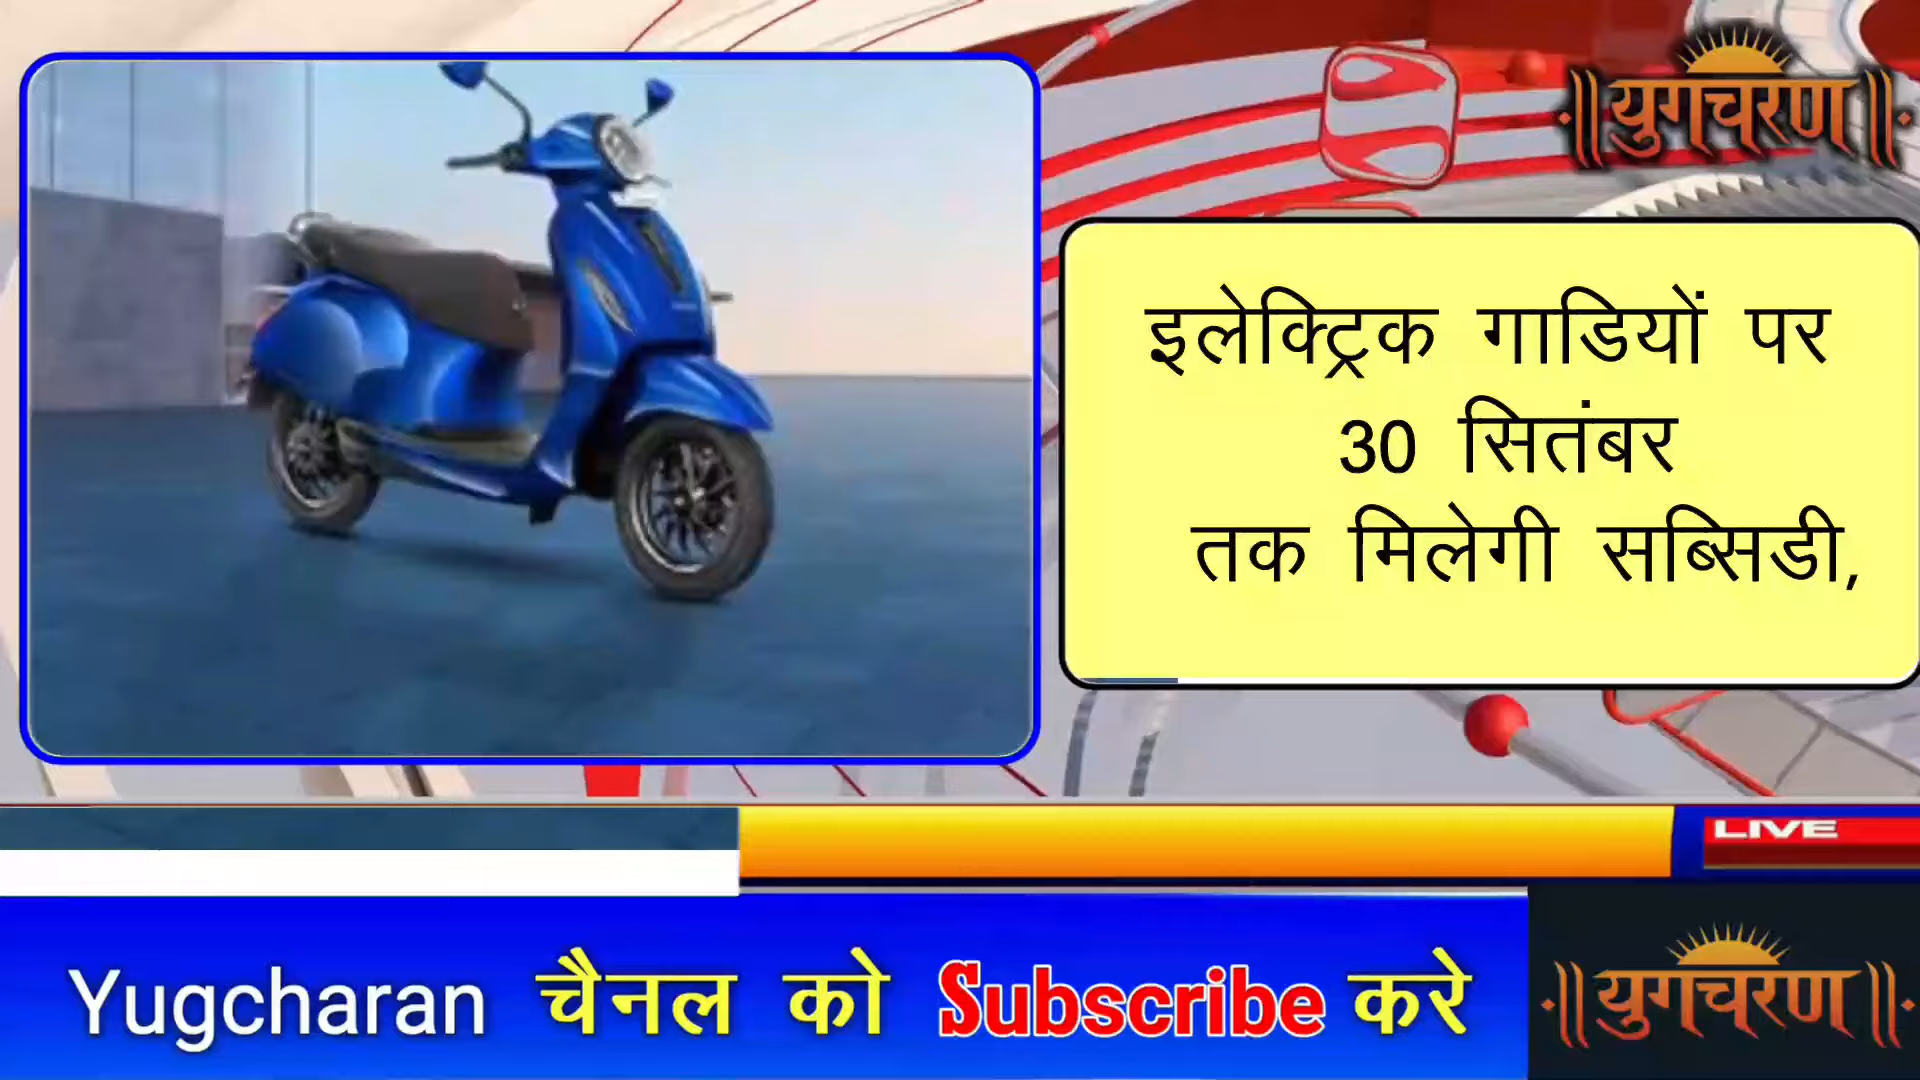 ॥युगचरण॥
इलेक्ट्रिक गाडियों पर
30 सितंबर
तक मिलेगी सब्सिडी,
LIVE
Yugcharan चैनल को Subscribe करे
॥युगचरण॥